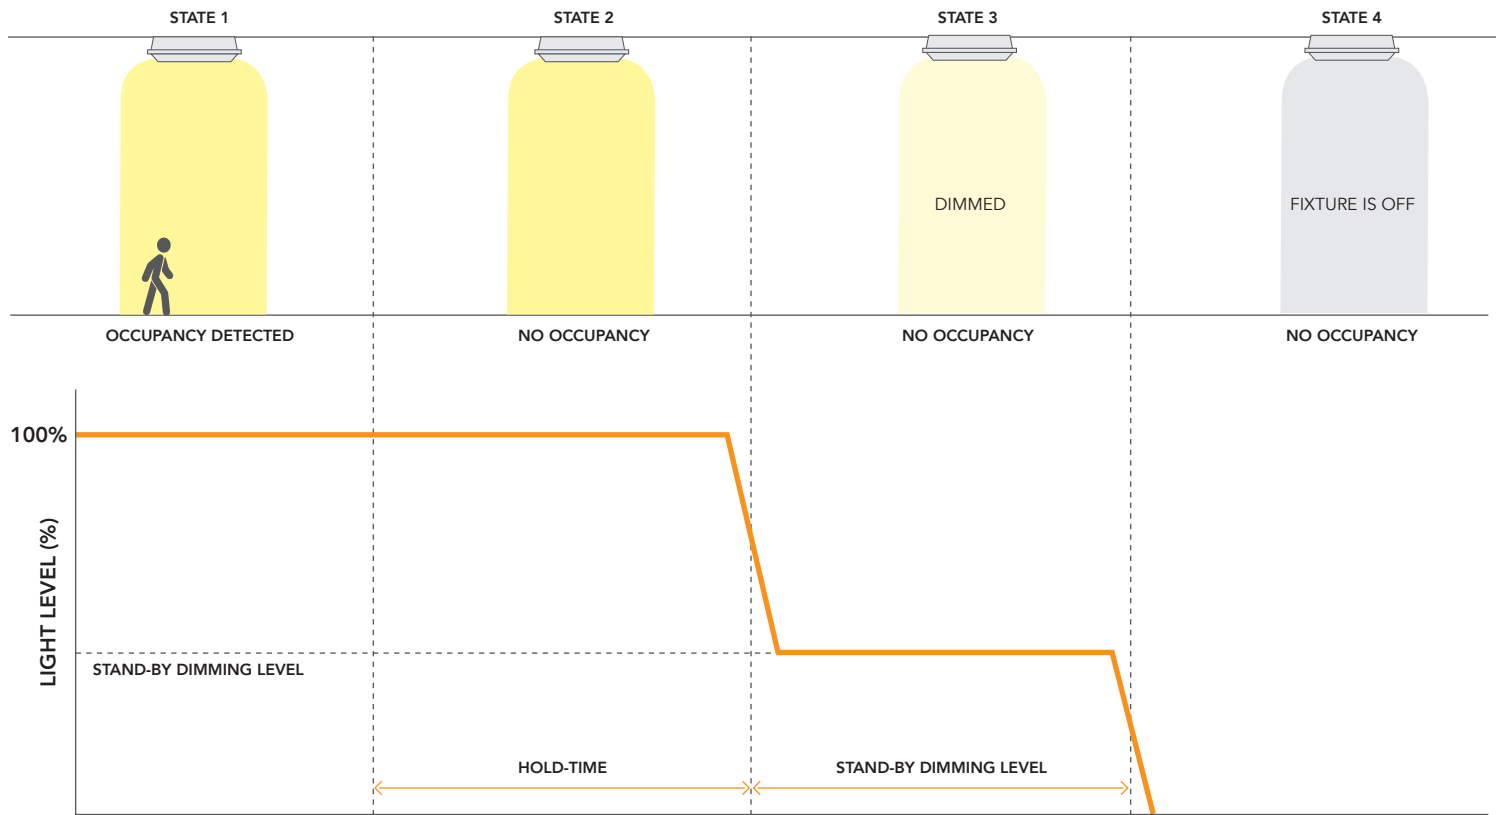 STATE 1
STATE 2
STATE 3
STATE 4
DIMMED
FIXTURE IS OFF
OCCUPANCY DETECTED
NO OCCUPANCY
NO OCCUPANCY
NO OCCUPANCY
100%
LIGHT LEVEL (%)
STAND-BY DIMMING LEVEL
HOLD-TIME
STAND-BY DIMMING LEVEL